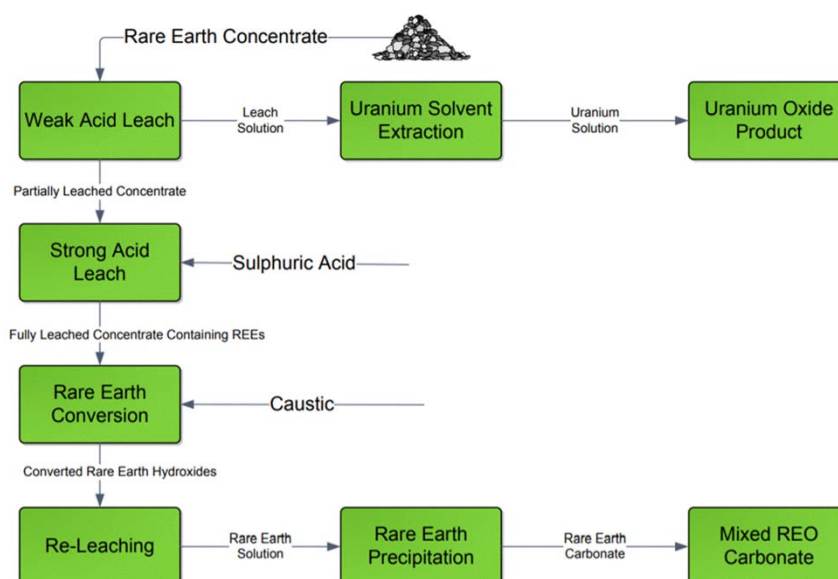 Rare Earth Concentrate
Weak Acid Leach
Leach
Solution
Uranium Solvent
Extraction
Uranium
Solution
Uranium Oxide
Product
Partially Leached Concentrate
Strong Acid
Leach
Sulphuric Acid
Fully Leached Concentrate Containing REEs
Rare Earth
Conversion
Caustic
Converted Rare Earth Hydroxides
Re-Leaching
Rare Earth
Solution
Rare Earth
Precipitation
Rare Earth
Carbonate
Mixed REO
Carbonate